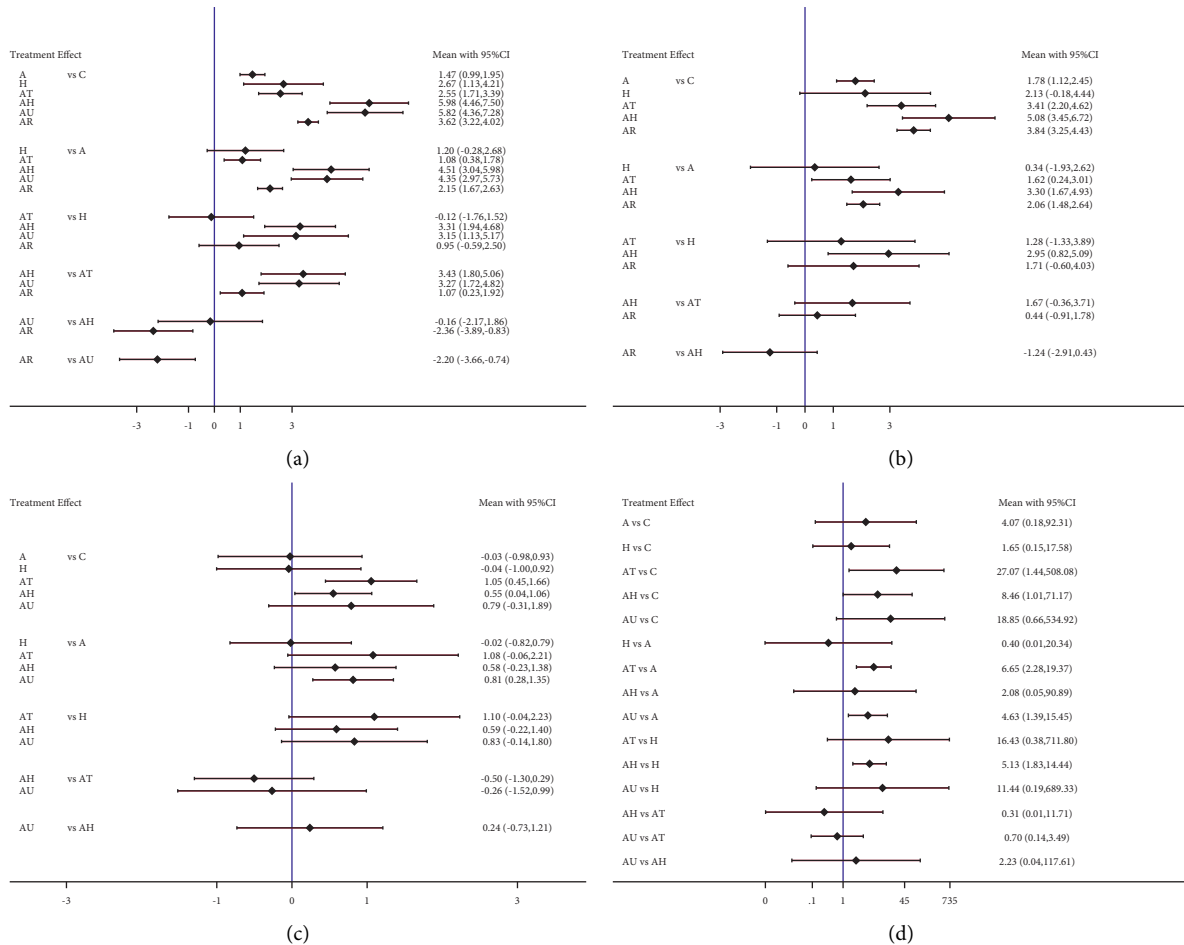 Treatment Effect Mean with 95%CI
A vs C 1.47 (0.99,1.95)
H 2.67 (1.13,4.21)
AT 2.55 (1.71,3.39)
AH 5.98 (4.46,7.50)
AU 5.82 (4.36,7.28)
AR 3.62 (3.22,4.02)
H vs A 1.20 (-0.28,2.68)
AT 1.08 (0.38,1.78)
AH 4.51 (3.04,5.98)
AU 4.35 (2.97,5.73)
AR 2.15 (1.67,2.63)
AT vs H -0.12 (-1.76,1.52)
AH 3.31 (1.94,4.68)
AU 3.15 (1.13,5.17)
AR 0.95 (-0.59,2.50)
AH vs AT 3.43 (1.80,5.06)
AU 3.27 (1.72,4.82)
AR 1.07 (0.23,1.92)
AU vs AH -0.16 (-2.17,1.86)
AR -2.36 (-3.89,-0.83)
AR vs AU -2.20 (-3.66,-0.74)
-3 -1 0 1 3
(a)
Treatment Effect Mean with 95%CI
A vs C 1.78 (1.12,2.45)
H 2.13 (-0.18,4.44)
AT 3.41 (2.20,4.62)
AH 5.08 (3.45,6.72)
AR 3.84 (3.25,4.43)
H vs A 0.34 (-1.93,2.62)
AT 1.62 (0.24,3.01)
AH 3.30 (1.67,4.93)
AR 2.06 (1.48,2.64)
AT vs H 1.28 (-1.33,3.89)
AH 2.95 (0.82,5.09)
AR 1.71 (-0.60,4.03)
AH vs AT 1.67 (-0.36,3.71)
AR 0.44 (-0.91,1.78)
AR vs AH -1.24 (-2.91,0.43)
-3 -1 0 1 3
(b)
Treatment Effect Mean with 95%CI
A vs C -0.03 (-0.98,0.93)
H -0.04 (-1.00,0.92)
AT 1.05 (0.45,1.66)
AH 0.55 (0.04,1.06)
AU 0.79 (-0.31,1.89)
H vs A -0.02 (-0.82,0.79)
AT 1.08 (-0.06,2.21)
AH 0.58 (-0.23,1.38)
AU 0.81 (0.28,1.35)
AT vs H 1.10 (-0.04,2.23)
AH 0.59 (-0.22,1.40)
AU 0.83 (-0.14,1.80)
AH vs AT -0.50 (-1.30,0.29)
AU -0.26 (-1.52,0.99)
AU vs AH 0.24 (-0.73,1.21)
-3 -1 0 1 3
(c)
Treatment Effect Mean with 95%CI
A vs C 4.07 (0.18,92.31)
H vs C 1.65 (0.15,17.58)
AT vs C 27.07 (1.44,508.08)
AH vs C 8.46 (1.01,71.17)
AU vs C 18.85 (0.66,534.92)
H vs A 0.40 (0.01,20.34)
AT vs A 6.65 (2.28,19.37)
AH vs A 2.08 (0.05,90.89)
AU vs A 4.63 (1.39,15.45)
AT vs H 16.43 (0.38,711.80)
AH vs H 5.13 (1.83,14.44)
AU vs H 11.44 (0.19,689.33)
AH vs AT 0.31 (0.01,11.71)
AU vs AT 0.70 (0.14,3.49)
AU vs AH 2.23 (0.04,117.61)
0 .1 1 45 735
(d)